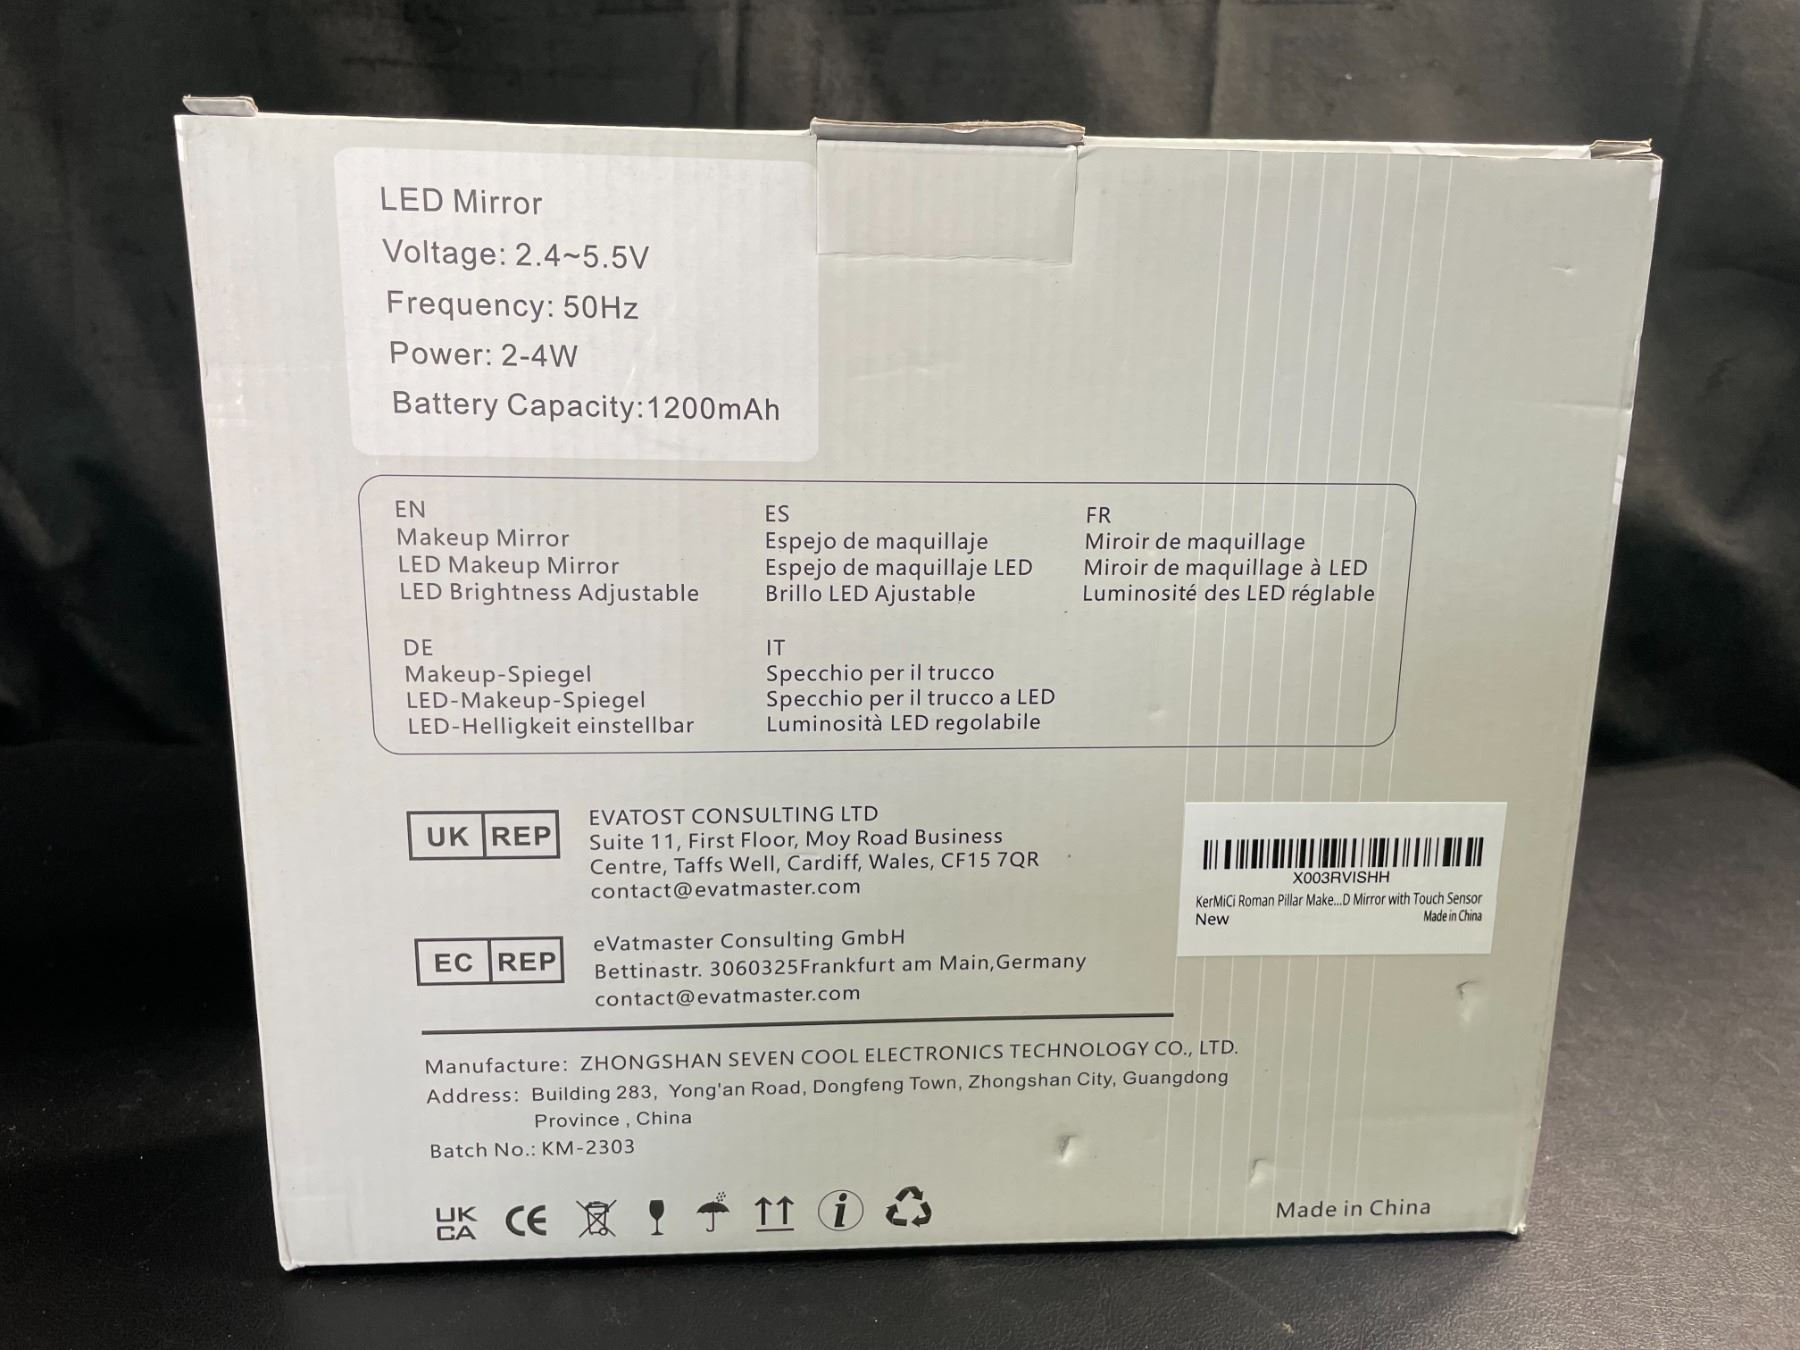 LED Mirror
Voltage: 2.4~5.5V
Frequency: 50Hz
Power: 2-4W
Battery Capacity:1200mAh
EN
Makeup Mirror
LED Makeup Mirror
LED Brightness Adjustable
ES
Espejo de maquillaje
Espejo de maquillaje LED
Brillo LED Ajustable
FR
Miroir de maquillage
Miroir de maquillage à LED
Luminosité des LED réglable
DE
Makeup-Spiegel
LED-Makeup-Spiegel
LED-Helligkeit einstellbar
IT
Specchio per il trucco
Specchio per il trucco a LED
Luminosità LED regolabile
UK REP
EVATOST CONSULTING LTD
Suite 11, First Floor, Moy Road Business
Centre, Taffs Well, Cardiff, Wales, CF15 7QR
contact@evatmaster.com
EC REP
eVatmaster Consulting GmbH
Bettinastr. 3060325Frankfurt am Main,Germany
contact@evatmaster.com
X003RVISHH
KerMiCi Roman Pillar Make...D Mirror with Touch Sensor
New
Made in China
Manufacture: ZHONGSHAN SEVEN COOL ELECTRONICS TECHNOLOGY CO., LTD.
Address: Building 283, Yong'an Road, Dongfeng Town, Zhongshan City, Guangdong
Province , China
Batch No.: KM-2303
UK
CA
CE
i
Made in China